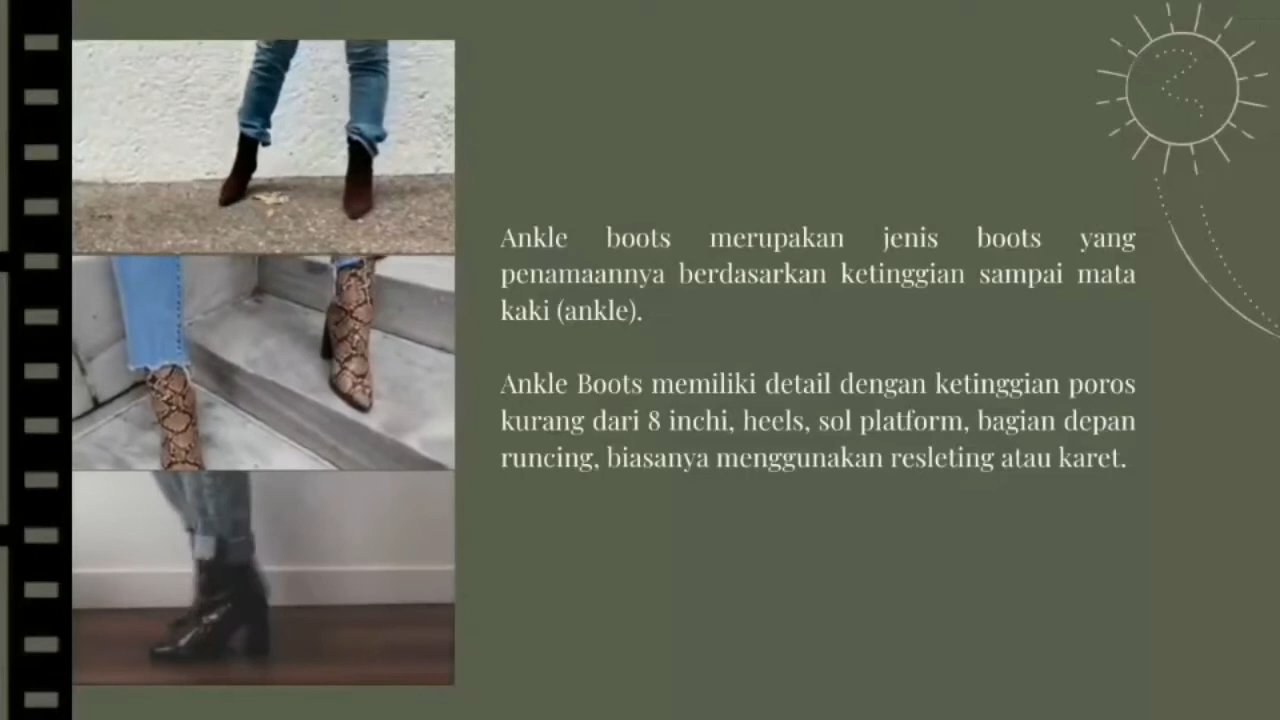 Ankle boots merupakan jenis boots yang
penamaannya berdasarkan ketinggian sampai mata
kaki (ankle).
Ankle Boots memiliki detail dengan ketinggian poros
kurang dari 8 inchi, heels, sol platform, bagian depan
runcing, biasanya menggunakan resleting atau karet.